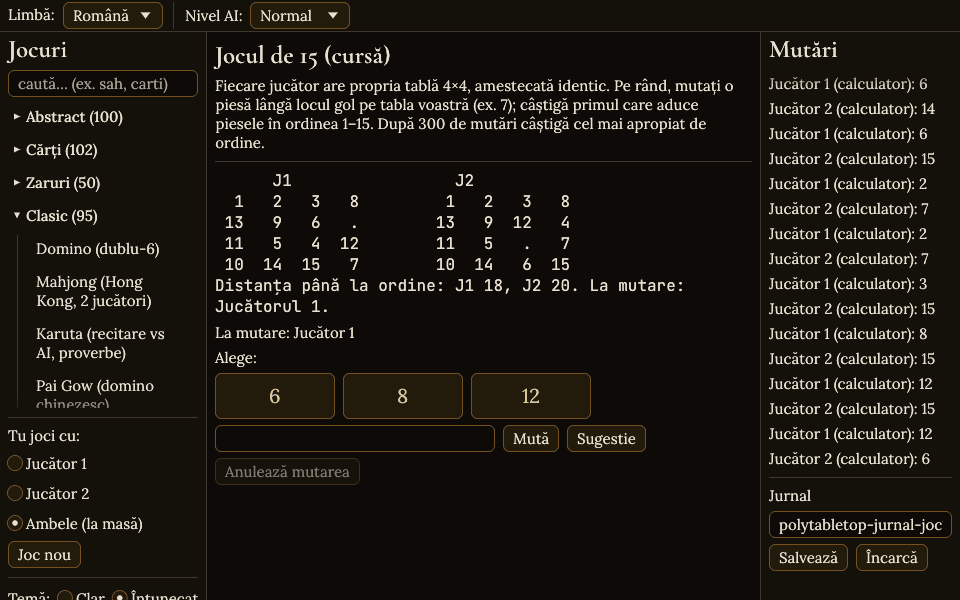 Limbă: Română ▼ Nivel AI: Normal ▼
Jocuri
caută... (ex. sah, carti)
▸ Abstract (100)
▸ Cărți (102)
▸ Zaruri (50)
▾ Clasic (95)
Domino (dublu-6)
Mahjong (Hong
Kong, 2 jucători)
Karuta (recitare vs
AI, proverbe)
Pai Gow (domino
chinezesc)
Tu joci cu:
Jucător 1
Jucător 2
Ambele (la masă)
Joc nou
Temă: Clar Întunecat
Jocul de 15 (cursă)
Fiecare jucător are propria tablă 4×4, amestecată identic. Pe rând, mutați o
piesă lângă locul gol pe tabla voastră (ex. 7); câștigă primul care aduce
piesele în ordinea 1–15. După 300 de mutări câștigă cel mai apropiat de
ordine.
J1 J2
1 2 3 8 1 2 3 8
13 9 6 . 13 9 12 4
11 5 4 12 11 5 . 7
10 14 15 7 10 14 6 15
Distanța până la ordine: J1 18, J2 20. La mutare:
Jucătorul 1.
La mutare: Jucător 1
Alege:
6 8 12
Mută Sugestie
Anulează mutarea
Mutări
Jucător 1 (calculator): 6
Jucător 2 (calculator): 14
Jucător 1 (calculator): 6
Jucător 2 (calculator): 15
Jucător 1 (calculator): 2
Jucător 2 (calculator): 7
Jucător 1 (calculator): 2
Jucător 2 (calculator): 7
Jucător 1 (calculator): 3
Jucător 2 (calculator): 15
Jucător 1 (calculator): 8
Jucător 2 (calculator): 15
Jucător 1 (calculator): 12
Jucător 2 (calculator): 15
Jucător 1 (calculator): 12
Jucător 2 (calculator): 6
Jurnal
polytabletop-jurnal-joc
Salvează Încarcă